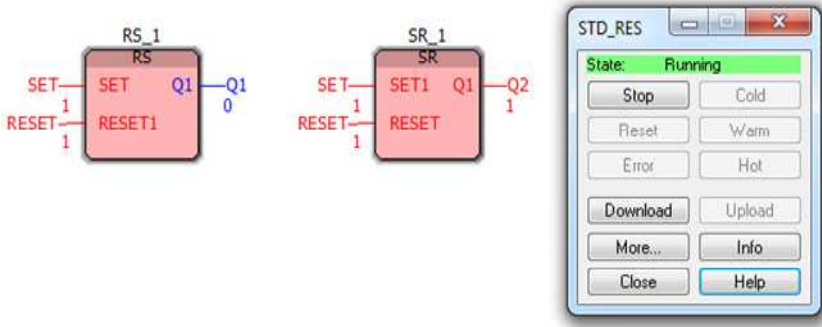 RS_1
RS
SET SET Q1 Q1
1 0
RESET RESET1
1
SR_1
SR
SET SET1 Q1 Q2
1 1
RESET RESET
1
STD_RES
State: Running
Stop Cold
Reset Warm
Error Hot
Download Upload
More... Info
Close Help